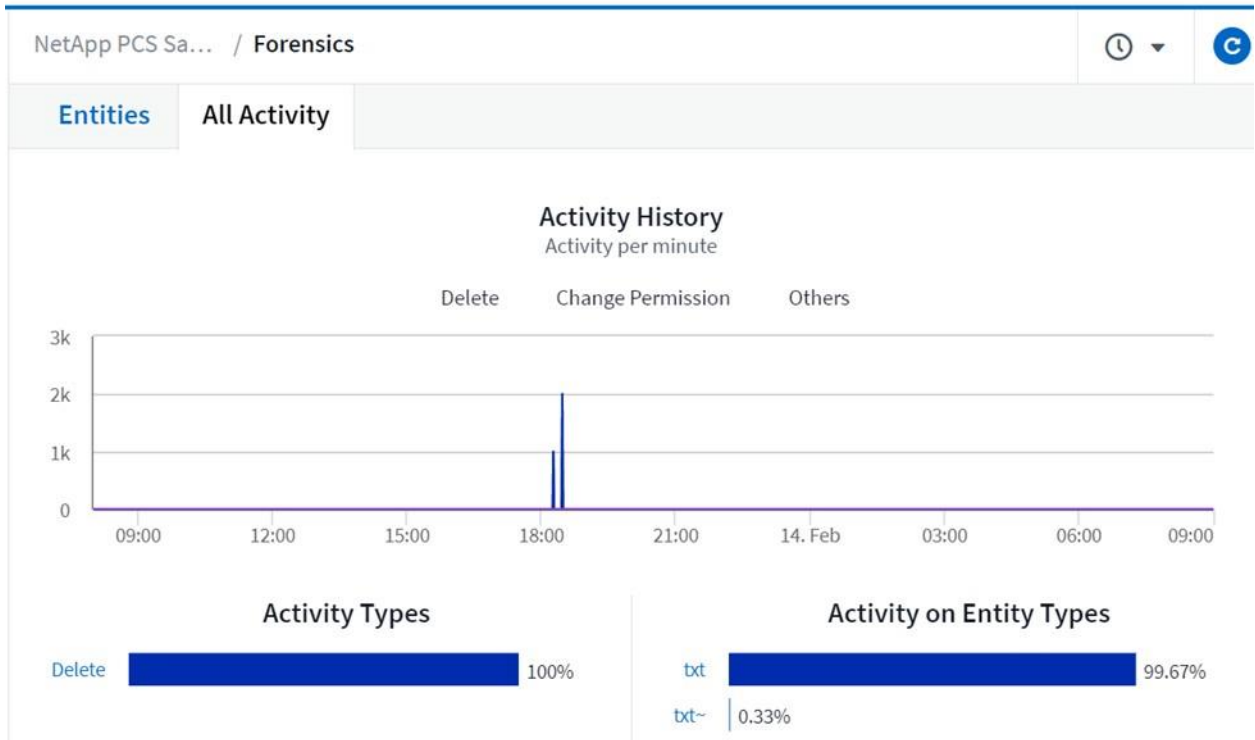 NetApp PCS Sa... / Forensics
Entities All Activity
Activity History
Activity per minute
Delete Change Permission Others
3k
2k
1k
0
09:00 12:00 15:00 18:00 21:00 14. Feb 03:00 06:00 09:00
Activity Types
Delete 100%
Activity on Entity Types
txt 99.67%
txt~ 0.33%